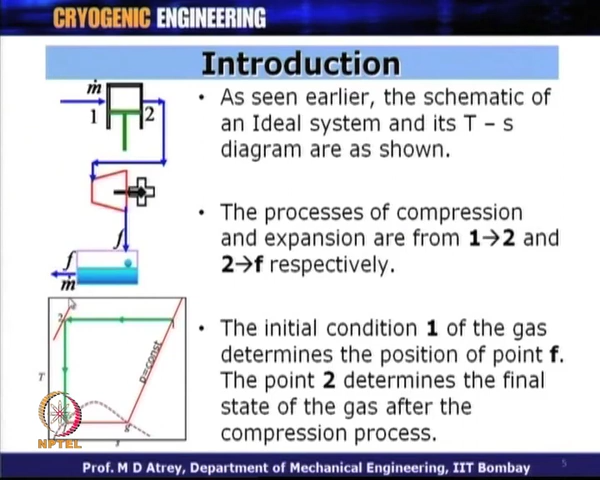 CRYOGENIC ENGINEERING
Introduction
ṁ
1 2
f
f
ṁ
• As seen earlier, the schematic of
an Ideal system and its T – s
diagram are as shown.
• The processes of compression
and expansion are from 1→2 and
2→f respectively.
• The initial condition 1 of the gas
determines the position of point f.
The point 2 determines the final
state of the gas after the
compression process.
2
1
p=const
T
g
s
NPTEL
Prof. M D Atrey, Department of Mechanical Engineering, IIT Bombay
5